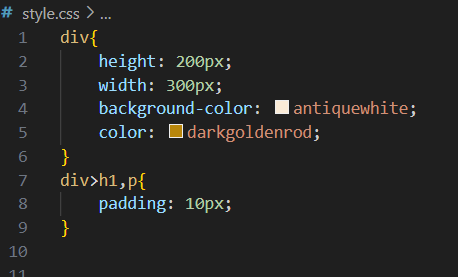 # style.css > ...
1 div{
2 height: 200px;
3 width: 300px;
4 background-color: antiquewhite;
5 color: darkgoldenrod;
6 }
7 div>h1,p{
8 padding: 10px;
9 }
10
11